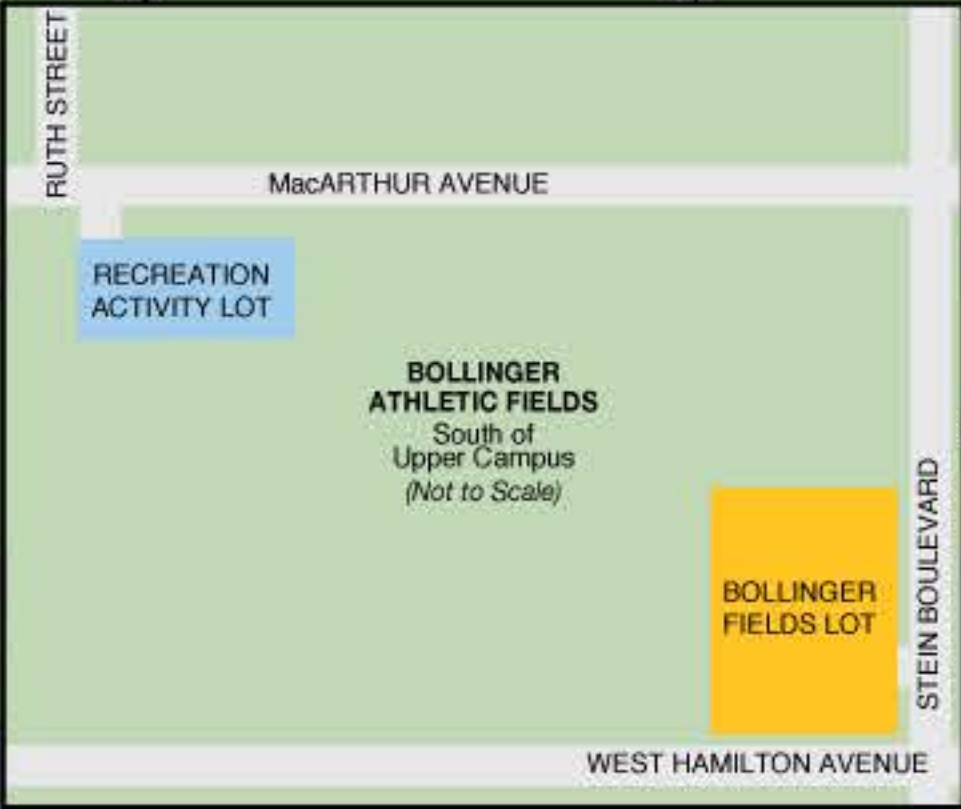 RUTH STREET
MacARTHUR AVENUE
RECREATION
ACTIVITY LOT
BOLLINGER
ATHLETIC FIELDS
South of
Upper Campus
(Not to Scale)
BOLLINGER
FIELDS LOT
STEIN BOULEVARD
WEST HAMILTON AVENUE